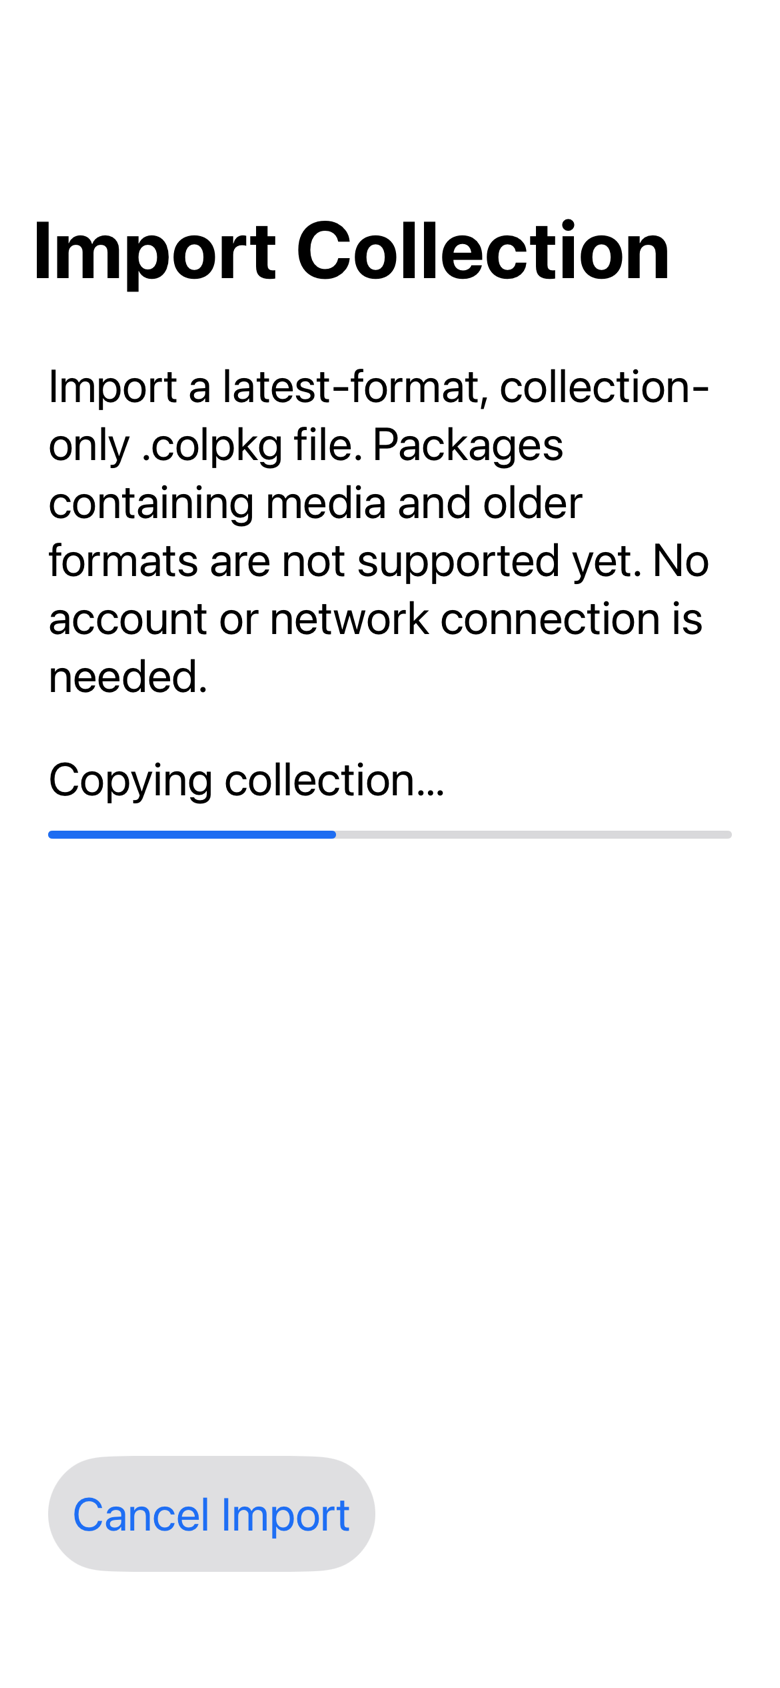 Import Collection
Import a latest-format, collection-
only .colpkg file. Packages
containing media and older
formats are not supported yet. No
account or network connection is
needed.
Copying collection...
Cancel Import